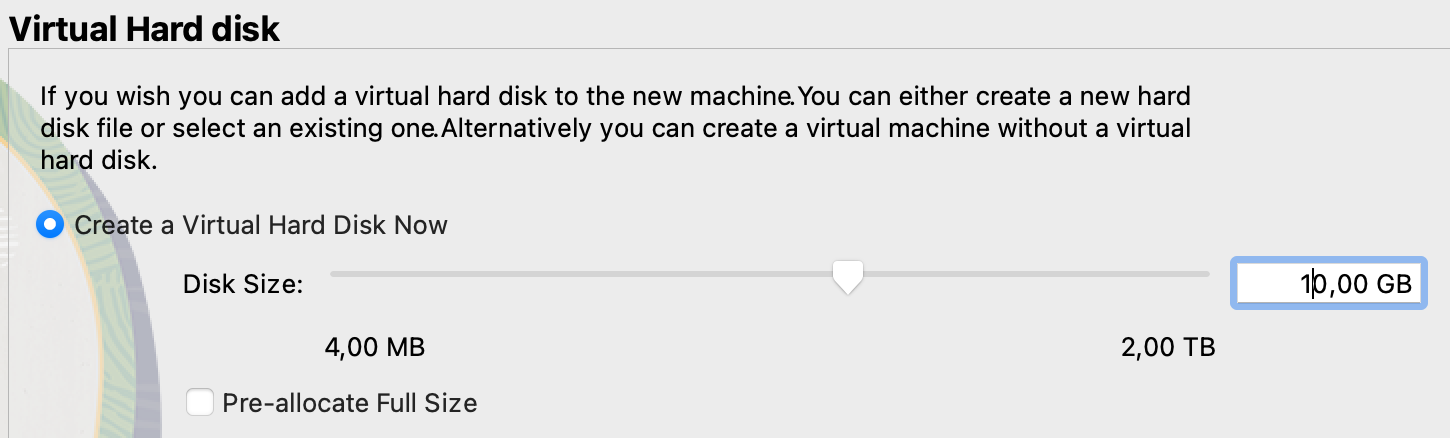 Virtual Hard disk
If you wish you can add a virtual hard disk to the new machine.You can either create a new hard
disk file or select an existing one.Alternatively you can create a virtual machine without a virtual
hard disk.
Create a Virtual Hard Disk Now
Disk Size:
10,00 GB
4,00 MB
2,00 TB
Pre-allocate Full Size